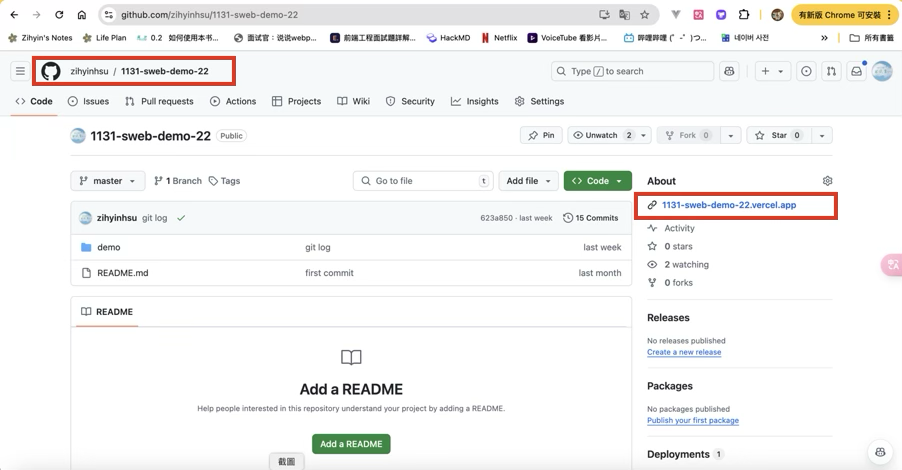 github.com/zihyinhsu/1131-sweb-demo-22
有新版 Chrome 可安裝
Zihyin's Notes
Life Plan
0.2 如何使用本书...
面试官：说说webp...
前端工程面試題詳解...
HackMD
Netflix
VoiceTube 看影片...
哔哩哔哩 (゜-゜)つ...
네이버 사전
»
所有書籤
zihyinhsu / 1131-sweb-demo-22
Type / to search
Code
Issues
Pull requests
Actions
Projects
Wiki
Security
Insights
Settings
1131-sweb-demo-22 Public
Pin
Unwatch 2
Fork 0
Star 0
master
1 Branch
Tags
Go to file t
Add file
Code
zihyinhsu git log
623a850 · last week
15 Commits
demo git log last week
README.md first commit last month
README
Add a README
Help people interested in this repository understand your project by adding a README.
Add a README
截圖
About
1131-sweb-demo-22.vercel.app
Activity
0 stars
2 watching
0 forks
Releases
No releases published
Create a new release
Packages
No packages published
Publish your first package
Deployments 1